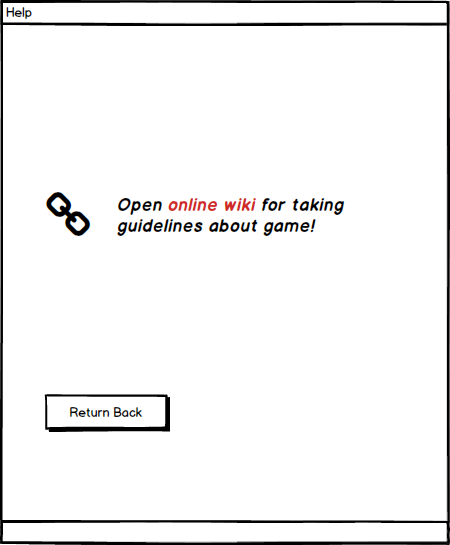 Help
Open online wiki for taking
guidelines about game!
Return Back